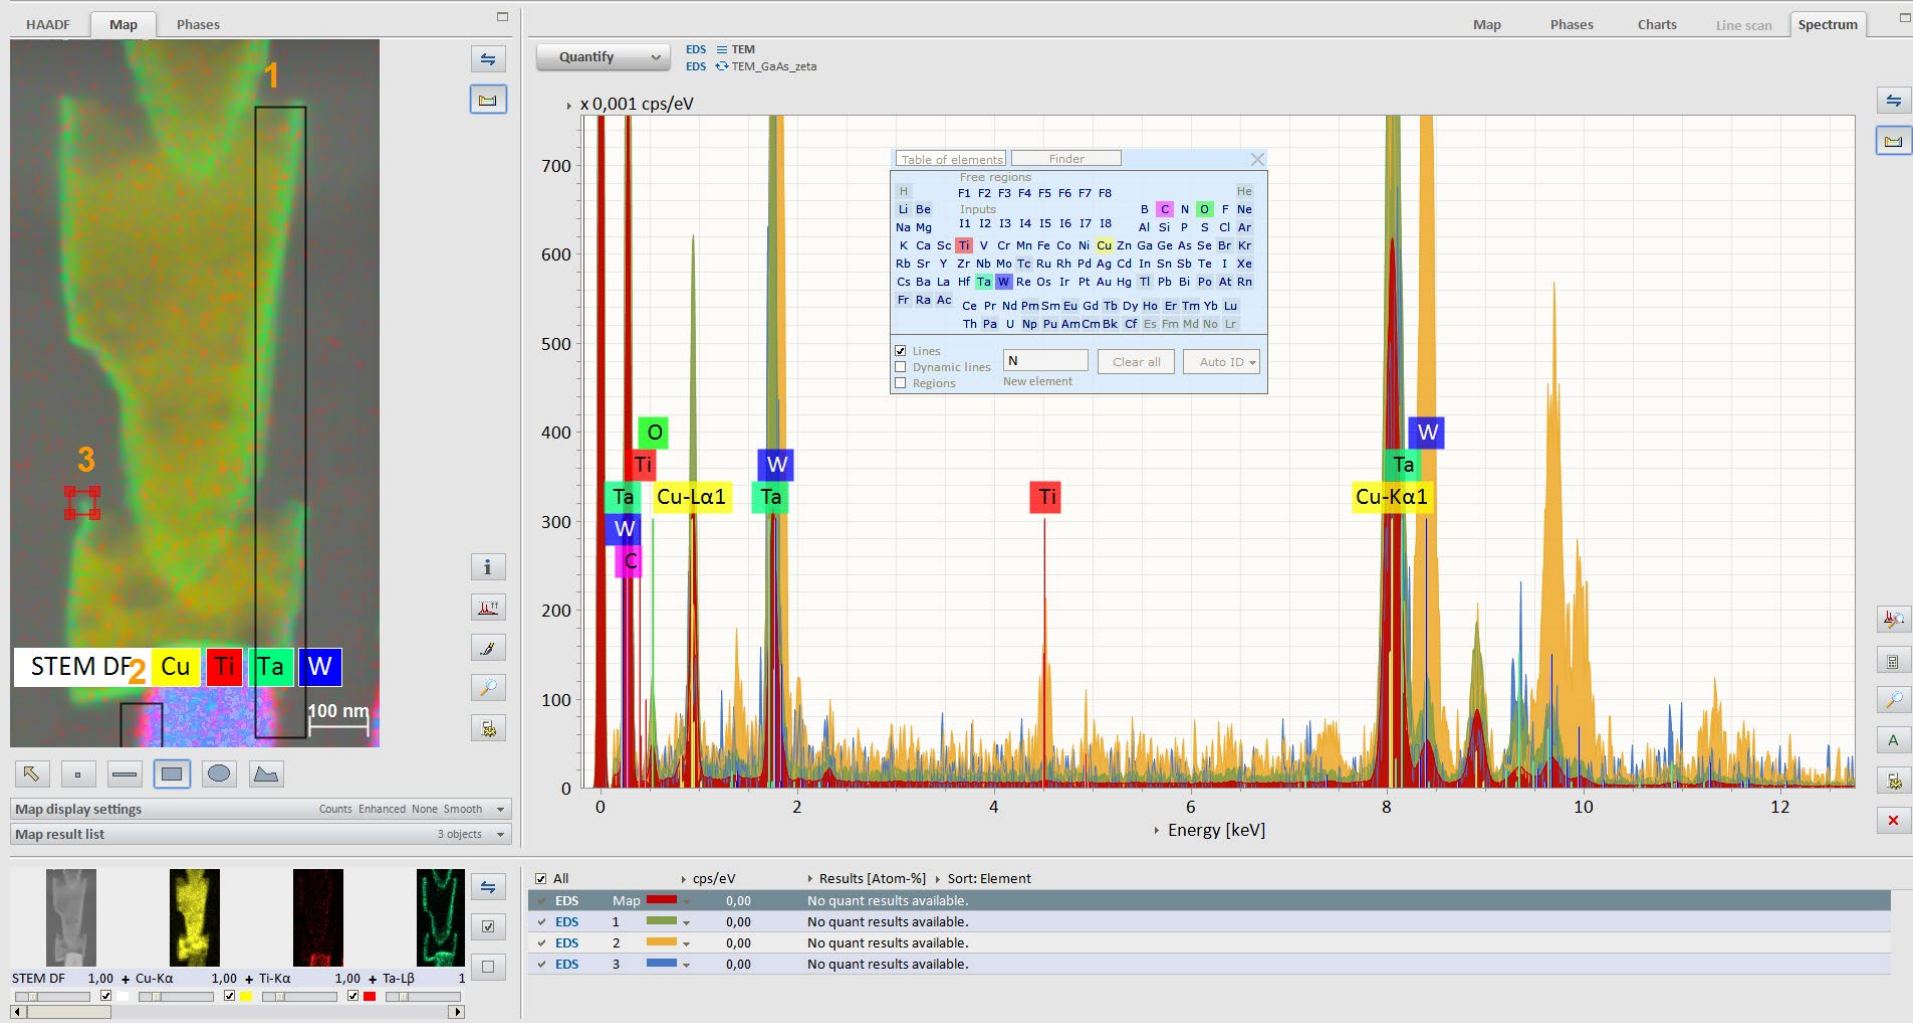 HAADF Map Phases
1
3
STEM DF 2 Cu Ti Ta W
100 nm
Map display settings Counts Enhanced None Smooth
Map result list 3 objects
STEM DF 1,00 + Cu-Kα 1,00 + Ti-Kα 1,00 + Ta-Lβ 1
Map Phases Charts Line scan Spectrum
Quantify
EDS TEM
EDS TEM_GaAs_zeta
x 0,001 cps/eV
700
600
500
400
300
200
100
0
Table of elements Finder
Free regions
H F1 F2 F3 F4 F5 F6 F7 F8 He
Li Be Inputs B C N O F Ne
Na Mg I1 I2 I3 I4 I5 I6 I7 I8 Al Si P S Cl Ar
K Ca Sc Ti V Cr Mn Fe Co Ni Cu Zn Ga Ge As Se Br Kr
Rb Sr Y Zr Nb Mo Tc Ru Rh Pd Ag Cd In Sn Sb Te I Xe
Cs Ba La Hf Ta W Re Os Ir Pt Au Hg Tl Pb Bi Po At Rn
Fr Ra Ac Ce Pr Nd Pm Sm Eu Gd Tb Dy Ho Er Tm Yb Lu
Th Pa U Np Pu Am Cm Bk Cf Es Fm Md No Lr
Lines
Dynamic lines
Regions
N
New element
Clear all
Auto ID
O W
Ti W Ta
Ta Cu-Lα1 Ta Ti Cu-Kα1
W
C
0 2 4 6 8 10 12
Energy [keV]
A
All cps/eV Results [Atom-%] Sort: Element
EDS Map 0,00 No quant results available.
EDS 1 0,00 No quant results available.
EDS 2 0,00 No quant results available.
EDS 3 0,00 No quant results available.